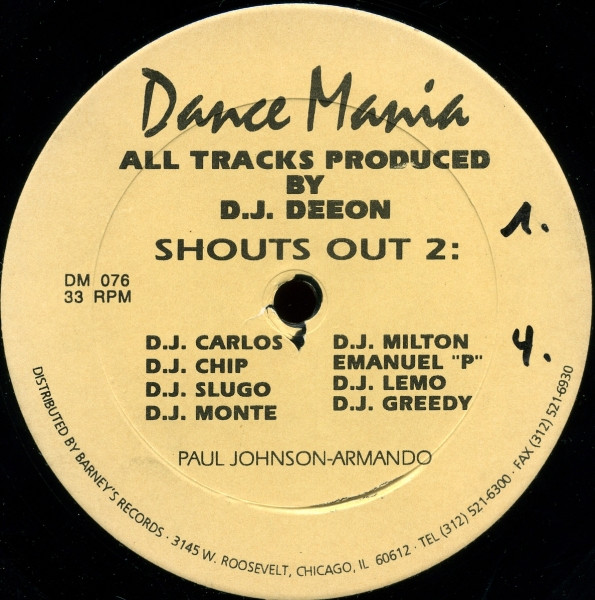 Dance Mania
ALL TRACKS PRODUCED
BY
D.J. DEEON
SHOUTS OUT 2:
1.
DM 076
33 RPM
D.J. CARLOS
D.J. CHIP
D.J. SLUGO
D.J. MONTE
D.J. MILTON
EMANUEL "P"
D.J. LEMO
D.J. GREEDY
4.
PAUL JOHNSON-ARMANDO
DISTRIBUTED BY BARNEY'S RECORDS · 3145 W. ROOSEVELT, CHICAGO, IL 60612 · TEL (312) 521-6300 · FAX (312) 521-6930